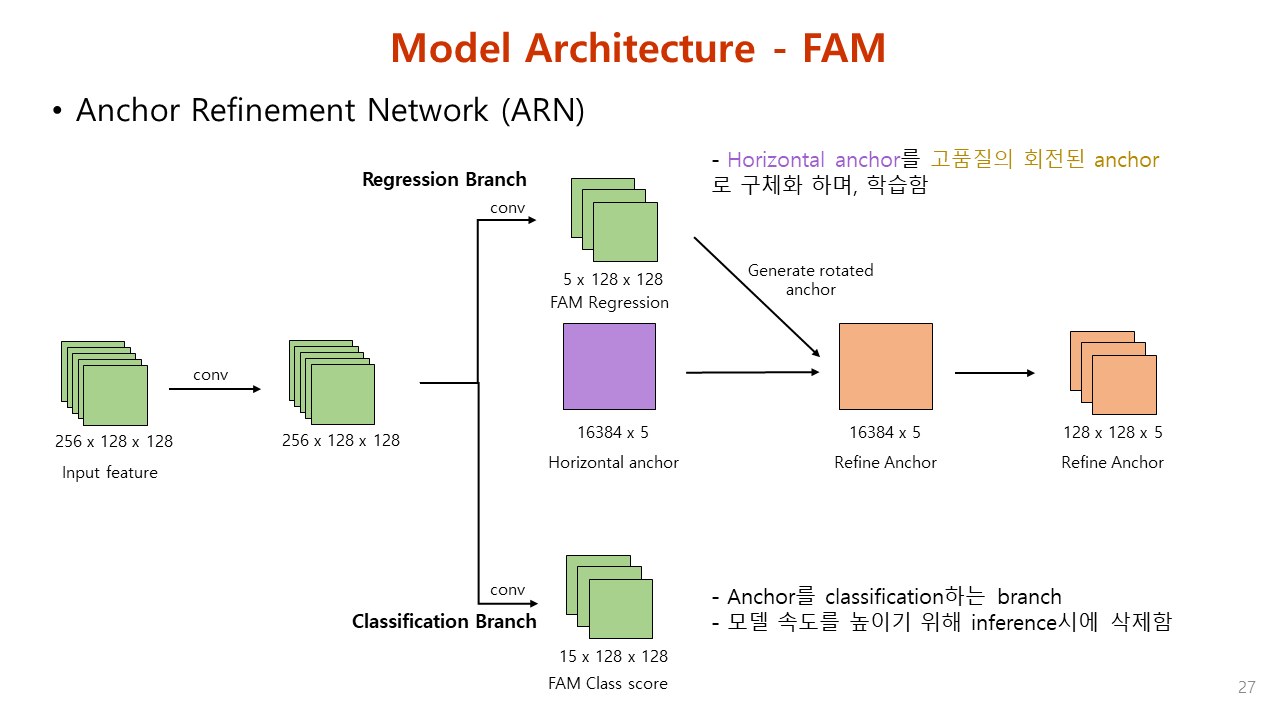 Model Architecture - FAM
• Anchor Refinement Network (ARN)
- Horizontal anchor를 고품질의 회전된 anchor
로 구체화 하며, 학습함
Regression Branch
conv
5 x 128 x 128
FAM Regression
Generate rotated
anchor
conv
256 x 128 x 128
Input feature
256 x 128 x 128
16384 x 5
Horizontal anchor
16384 x 5
Refine Anchor
128 x 128 x 5
Refine Anchor
conv
Classification Branch
15 x 128 x 128
FAM Class score
- Anchor를 classification하는 branch
- 모델 속도를 높이기 위해 inference시에 삭제함
27